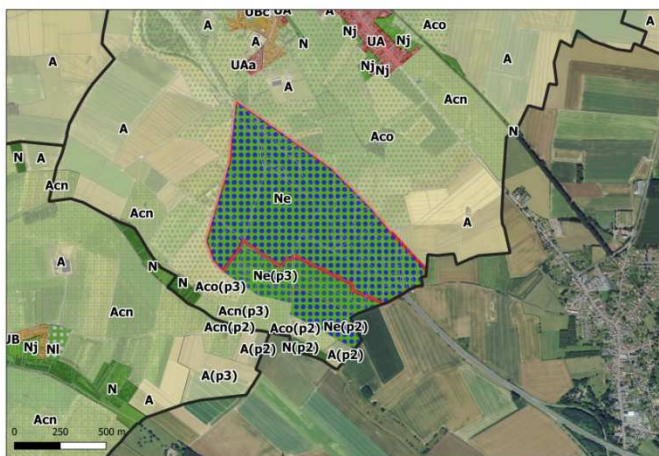 UBc UA
A
A
N
Nj
UA
Nj
Aco
A
A
UAa
Nj
Nj
A
A
Acn
A
Aco
N
N
A
Acn
Ne
Acn
A
A
N
N
Ne(p3)
Aco(p3)
Acn
Acn(p3)
Acn(p2)
Aco(p2)
Ne(p2)
UB
Nj
Nl
A(p2)
N(p2)
A(p2)
A(p3)
N
A
Acn
0 250 500 m